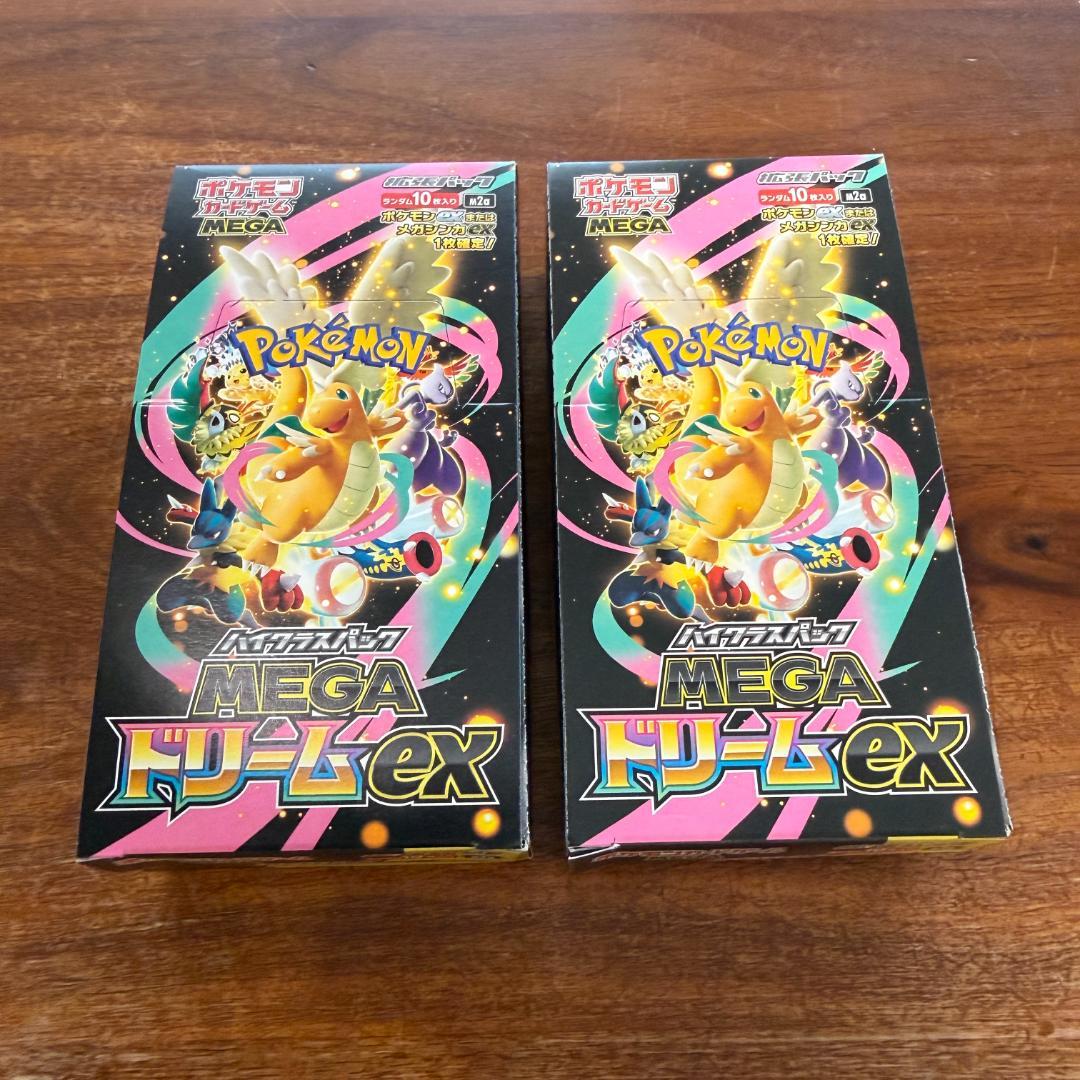 ポケモン
カードゲーム
MEGA
拡張パック
ランダム10枚入り
M2a
ポケモンexまたは
メガシンカex
1枚確定!
POKéMON
ハイクラスパック
MEGA
ドリームex
ポケモン
カードゲーム
MEGA
拡張パック
ランダム10枚入り
M2a
ポケモンexまたは
メガシンカex
1枚確定!
POKéMON
ハイクラスパック
MEGA
ドリームex